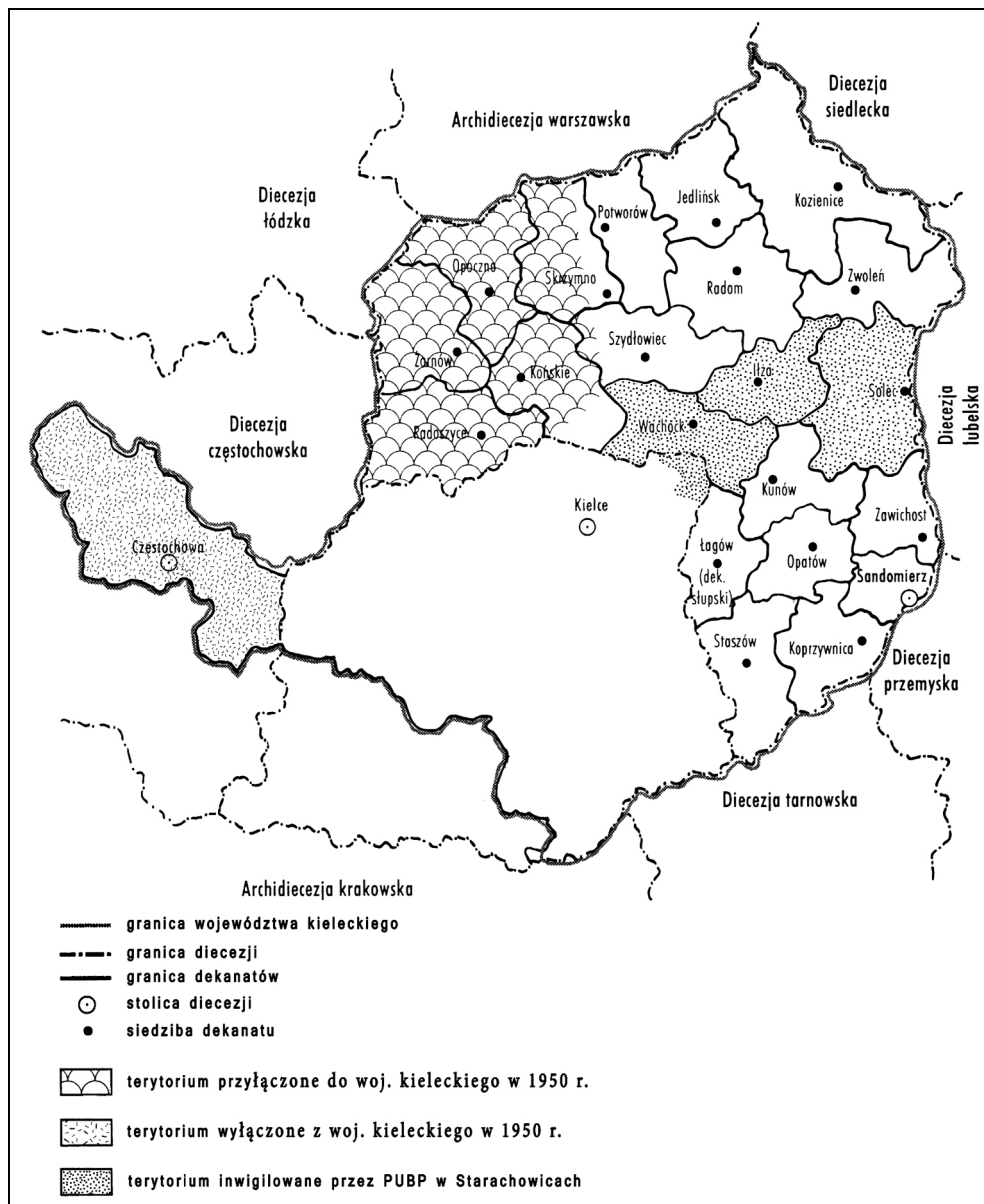 Diecezja
siedlecka
Archidiecezja warszawska
Diecezja
łódzka
Jedlińsk
Kozienice
Potworów
Opoczno
Skrzynno
Radom
Zwoleń
Szydłowiec
Żarnów
Końskie
Iłża
Solec
Diecezja
lubelska
Diecezja
częstochowska
Radoszyce
Wąchock
Kunów
Kielce
Zawichost
Częstochowa
Łagów
(dek.
słupski)
Opatów
Sandomierz
Staszów
Koprzywnica
Diecezja
przemyska
Diecezja tarnowska
Archidiecezja krakowska
granica województwa kieleckiego
granica diecezji
granica dekanatów
stolica diecezji
siedziba dekanatu
terytorium przyłączone do woj. kieleckiego w 1950 r.
terytorium wyłączone z woj. kieleckiego w 1950 r.
terytorium inwigilowane przez PUBP w Starachowicach